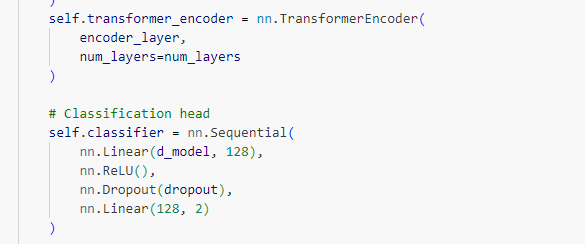 )
self.transformer_encoder = nn.TransformerEncoder(
    encoder_layer,
    num_layers=num_layers
)
# Classification head
self.classifier = nn.Sequential(
    nn.Linear(d_model, 128),
    nn.ReLU(),
    nn.Dropout(dropout),
    nn.Linear(128, 2)
)